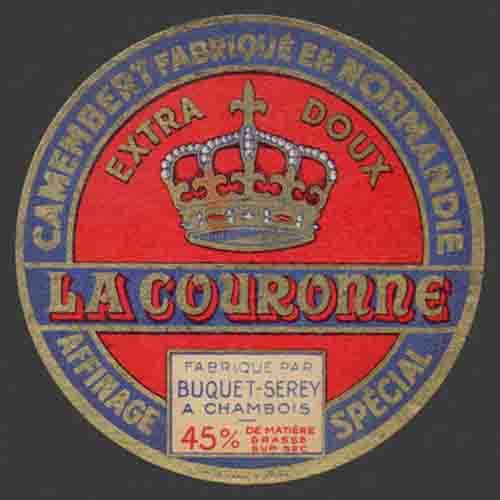 CAMEMBERT FABRIQUÉ EN NORMANDIE
EXTRA DOUX
LA COURONNE
AFFINAGE SPÉCIAL
FABRIQUÉ PAR
BUQUET-SEREY
A CHAMBOIS
45% DE MATIÈRE
GRASSE
SUR SEC